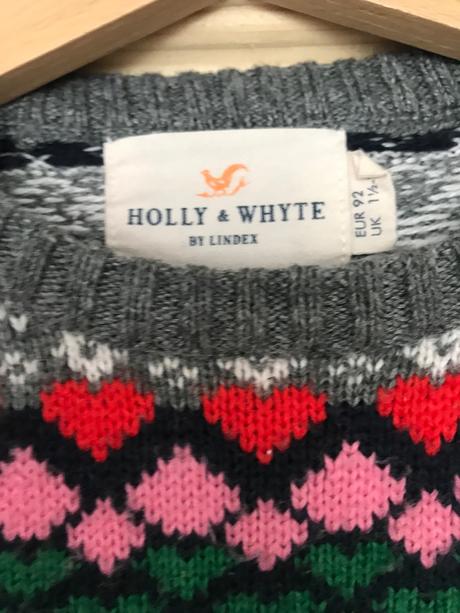 HOLLY & WHYTE
BY LINDEX
EUR 92
UK 1½-